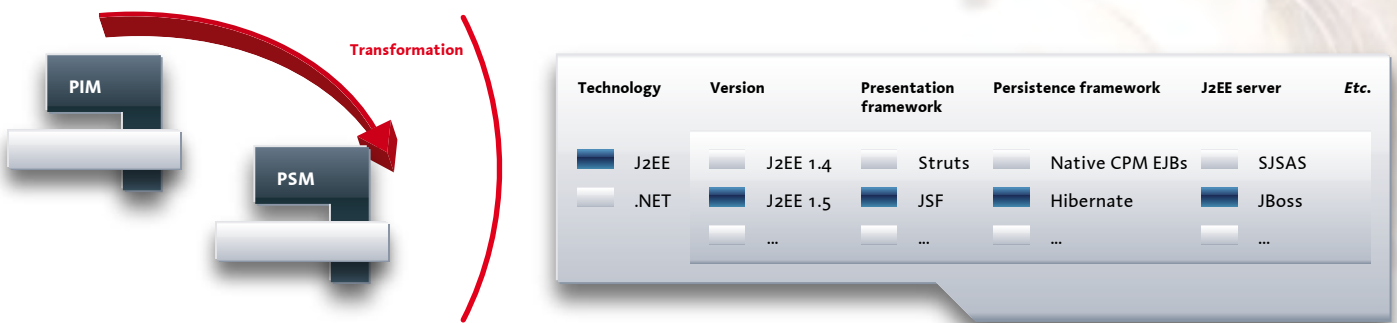 Transformation
PIM
PSM
Technology Version Presentation framework Persistence framework J2EE server Etc.
J2EE J2EE 1.4 Struts Native CPM EJBs SJSAS
.NET J2EE 1.5 JSF Hibernate JBoss
... ... ... ...